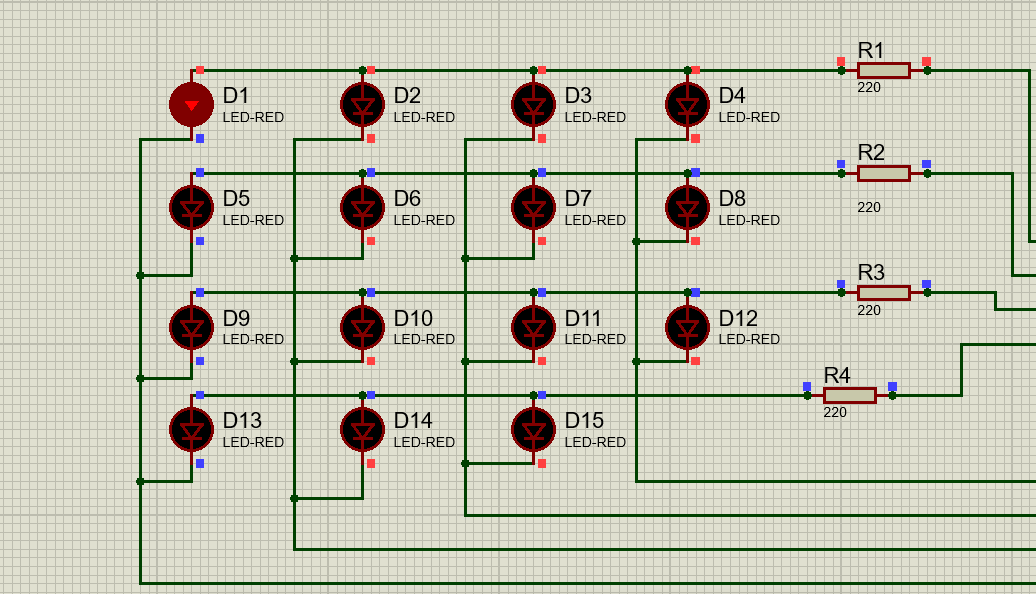 R1
D1
D2
D3
D4
220
LED-RED
LED-RED
LED-RED
LED-RED
R2
D5
D6
D7
D8
220
LED-RED
LED-RED
LED-RED
LED-RED
R3
220
D9
D10
D11
D12
LED-RED
LED-RED
LED-RED
LED-RED
R4
220
D13
D14
D15
LED-RED
LED-RED
LED-RED